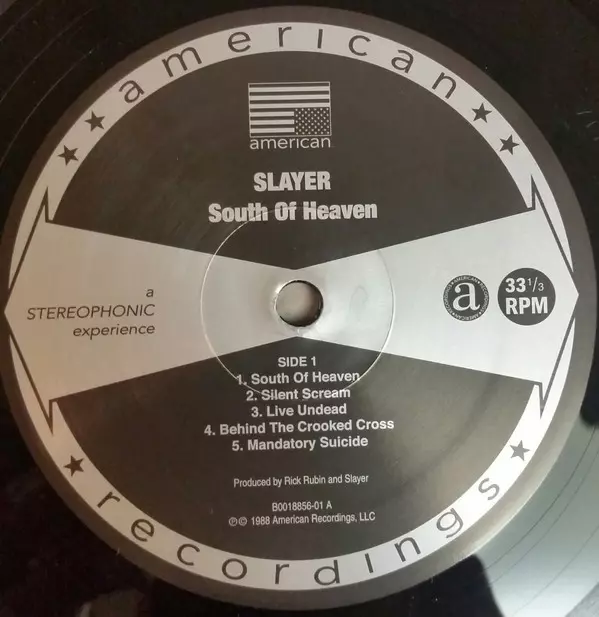 american
american
SLAYER
South Of Heaven
a
STEREOPHONIC
experience
a
33 1/3
RPM
SIDE 1
1. South Of Heaven
2. Silent Scream
3. Live Undead
4. Behind The Crooked Cross
5. Mandatory Suicide
Produced by Rick Rubin and Slayer
B0018856-01 A
℗© 1988 American Recordings, LLC
recordings